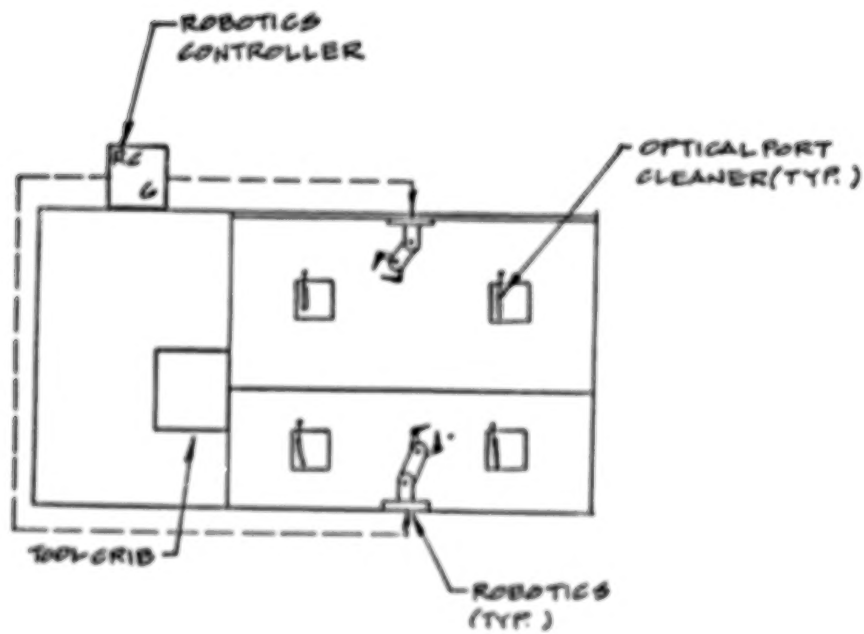 ROBOTICS
CONTROLLER
RC
G
OPTICAL PORT
CLEANER (TYP.)
TOOL CRIB
ROBOTICS
(TYP.)